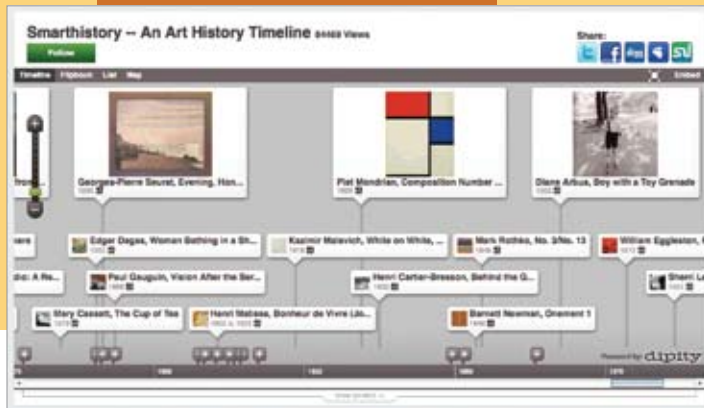 Smarthistory -- An Art History Timeline 84469 Views
Share:
Follow
Timeline Flipbook List Map
Embed
Georges-Pierre Seurat, Evening, Hon...
Piet Mondrian, Composition Number ...
Diane Arbus, Boy with a Toy Grenade
Edgar Degas, Woman Bathing in a Sh...
Kazimir Malevich, White on White, ...
Mark Rothko, No. 3/No. 13
William Eggleston,
Paul Gauguin, Vision After the Ser...
Henri Cartier-Bresson, Behind the G...
Mary Cassatt, The Cup of Tea
Henri Matisse, Bonheur de Vivre (Jo...
Barnett Newman, Onement 1
Powered by dipity